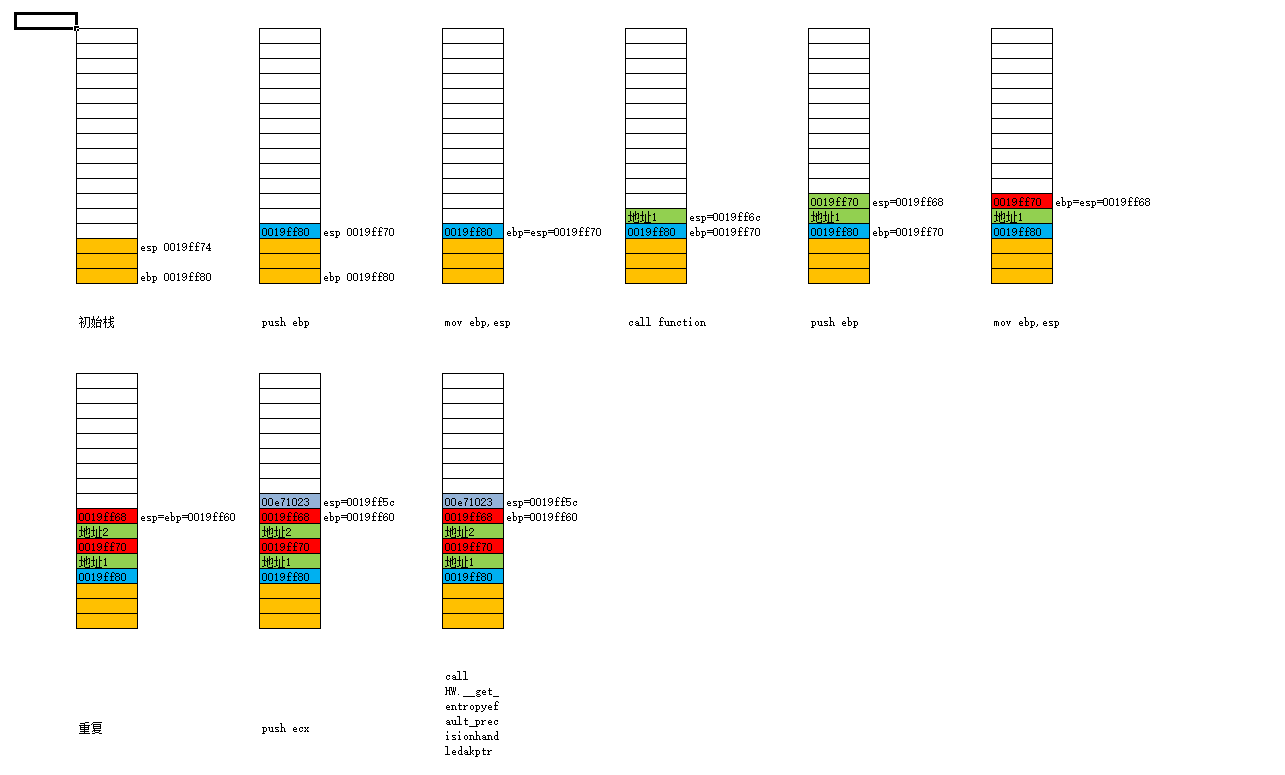 0019ff70 esp=0019ff68
0019ff70 ebp=esp=0019ff68
地址1 esp=0019ff6c
地址1
地址1
0019ff80 esp 0019ff70
0019ff80 ebp=esp=0019ff70
0019ff80 ebp=0019ff70
0019ff80 ebp=0019ff70
0019ff80
esp 0019ff74
ebp 0019ff80
ebp 0019ff80
初始栈
push ebp
mov ebp,esp
call function
push ebp
mov ebp,esp
00e71023 esp=0019ff5c
00e71023 esp=0019ff5c
0019ff68 esp=ebp=0019ff60
0019ff68 ebp=0019ff60
0019ff68 ebp=0019ff60
地址2
地址2
地址2
0019ff70
0019ff70
0019ff70
地址1
地址1
地址1
0019ff80
0019ff80
0019ff80
call
HW.__get_
entropyef
ault_prec
isionhand
ledakptr
重复
push ecx